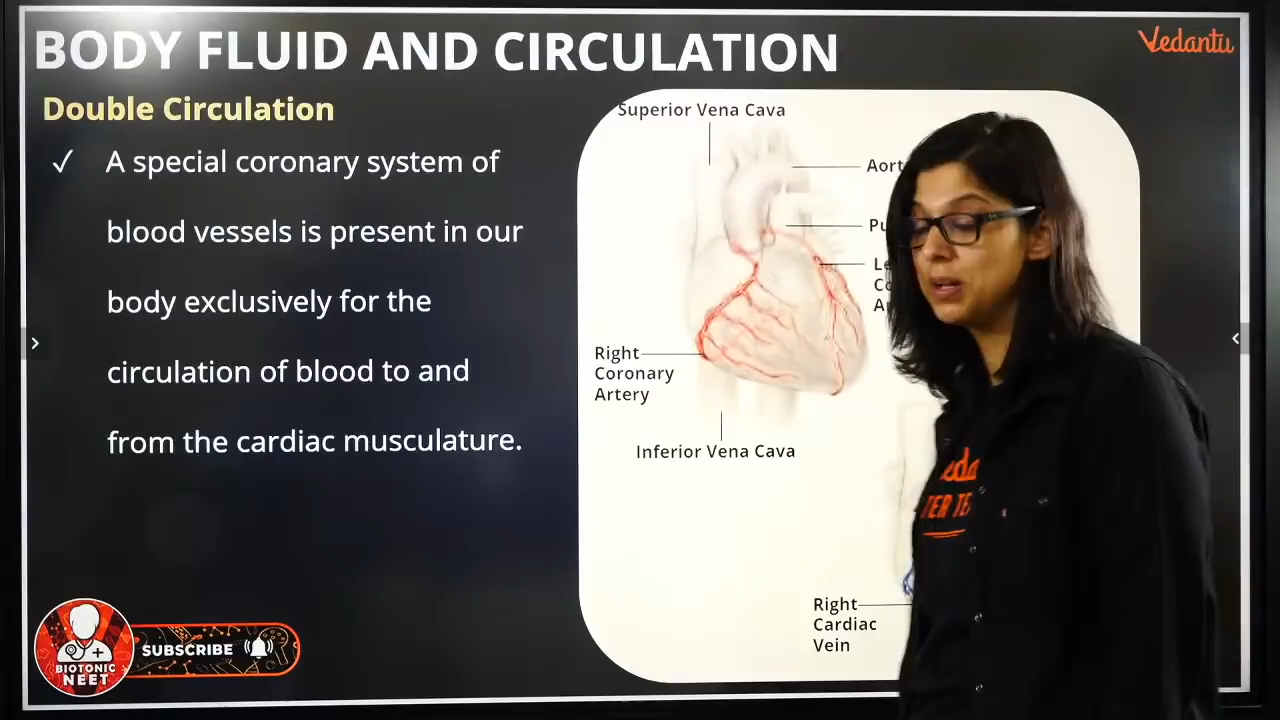 BODY FLUID AND CIRCULATION
Vedantu
Double Circulation
✓ A special coronary system of
blood vessels is present in our
body exclusively for the
circulation of blood to and
from the cardiac musculature.
Superior Vena Cava
Right
Coronary
Artery
Inferior Vena Cava
Right
Cardiac
Vein
BIOTONIC
NEET
SUBSCRIBE